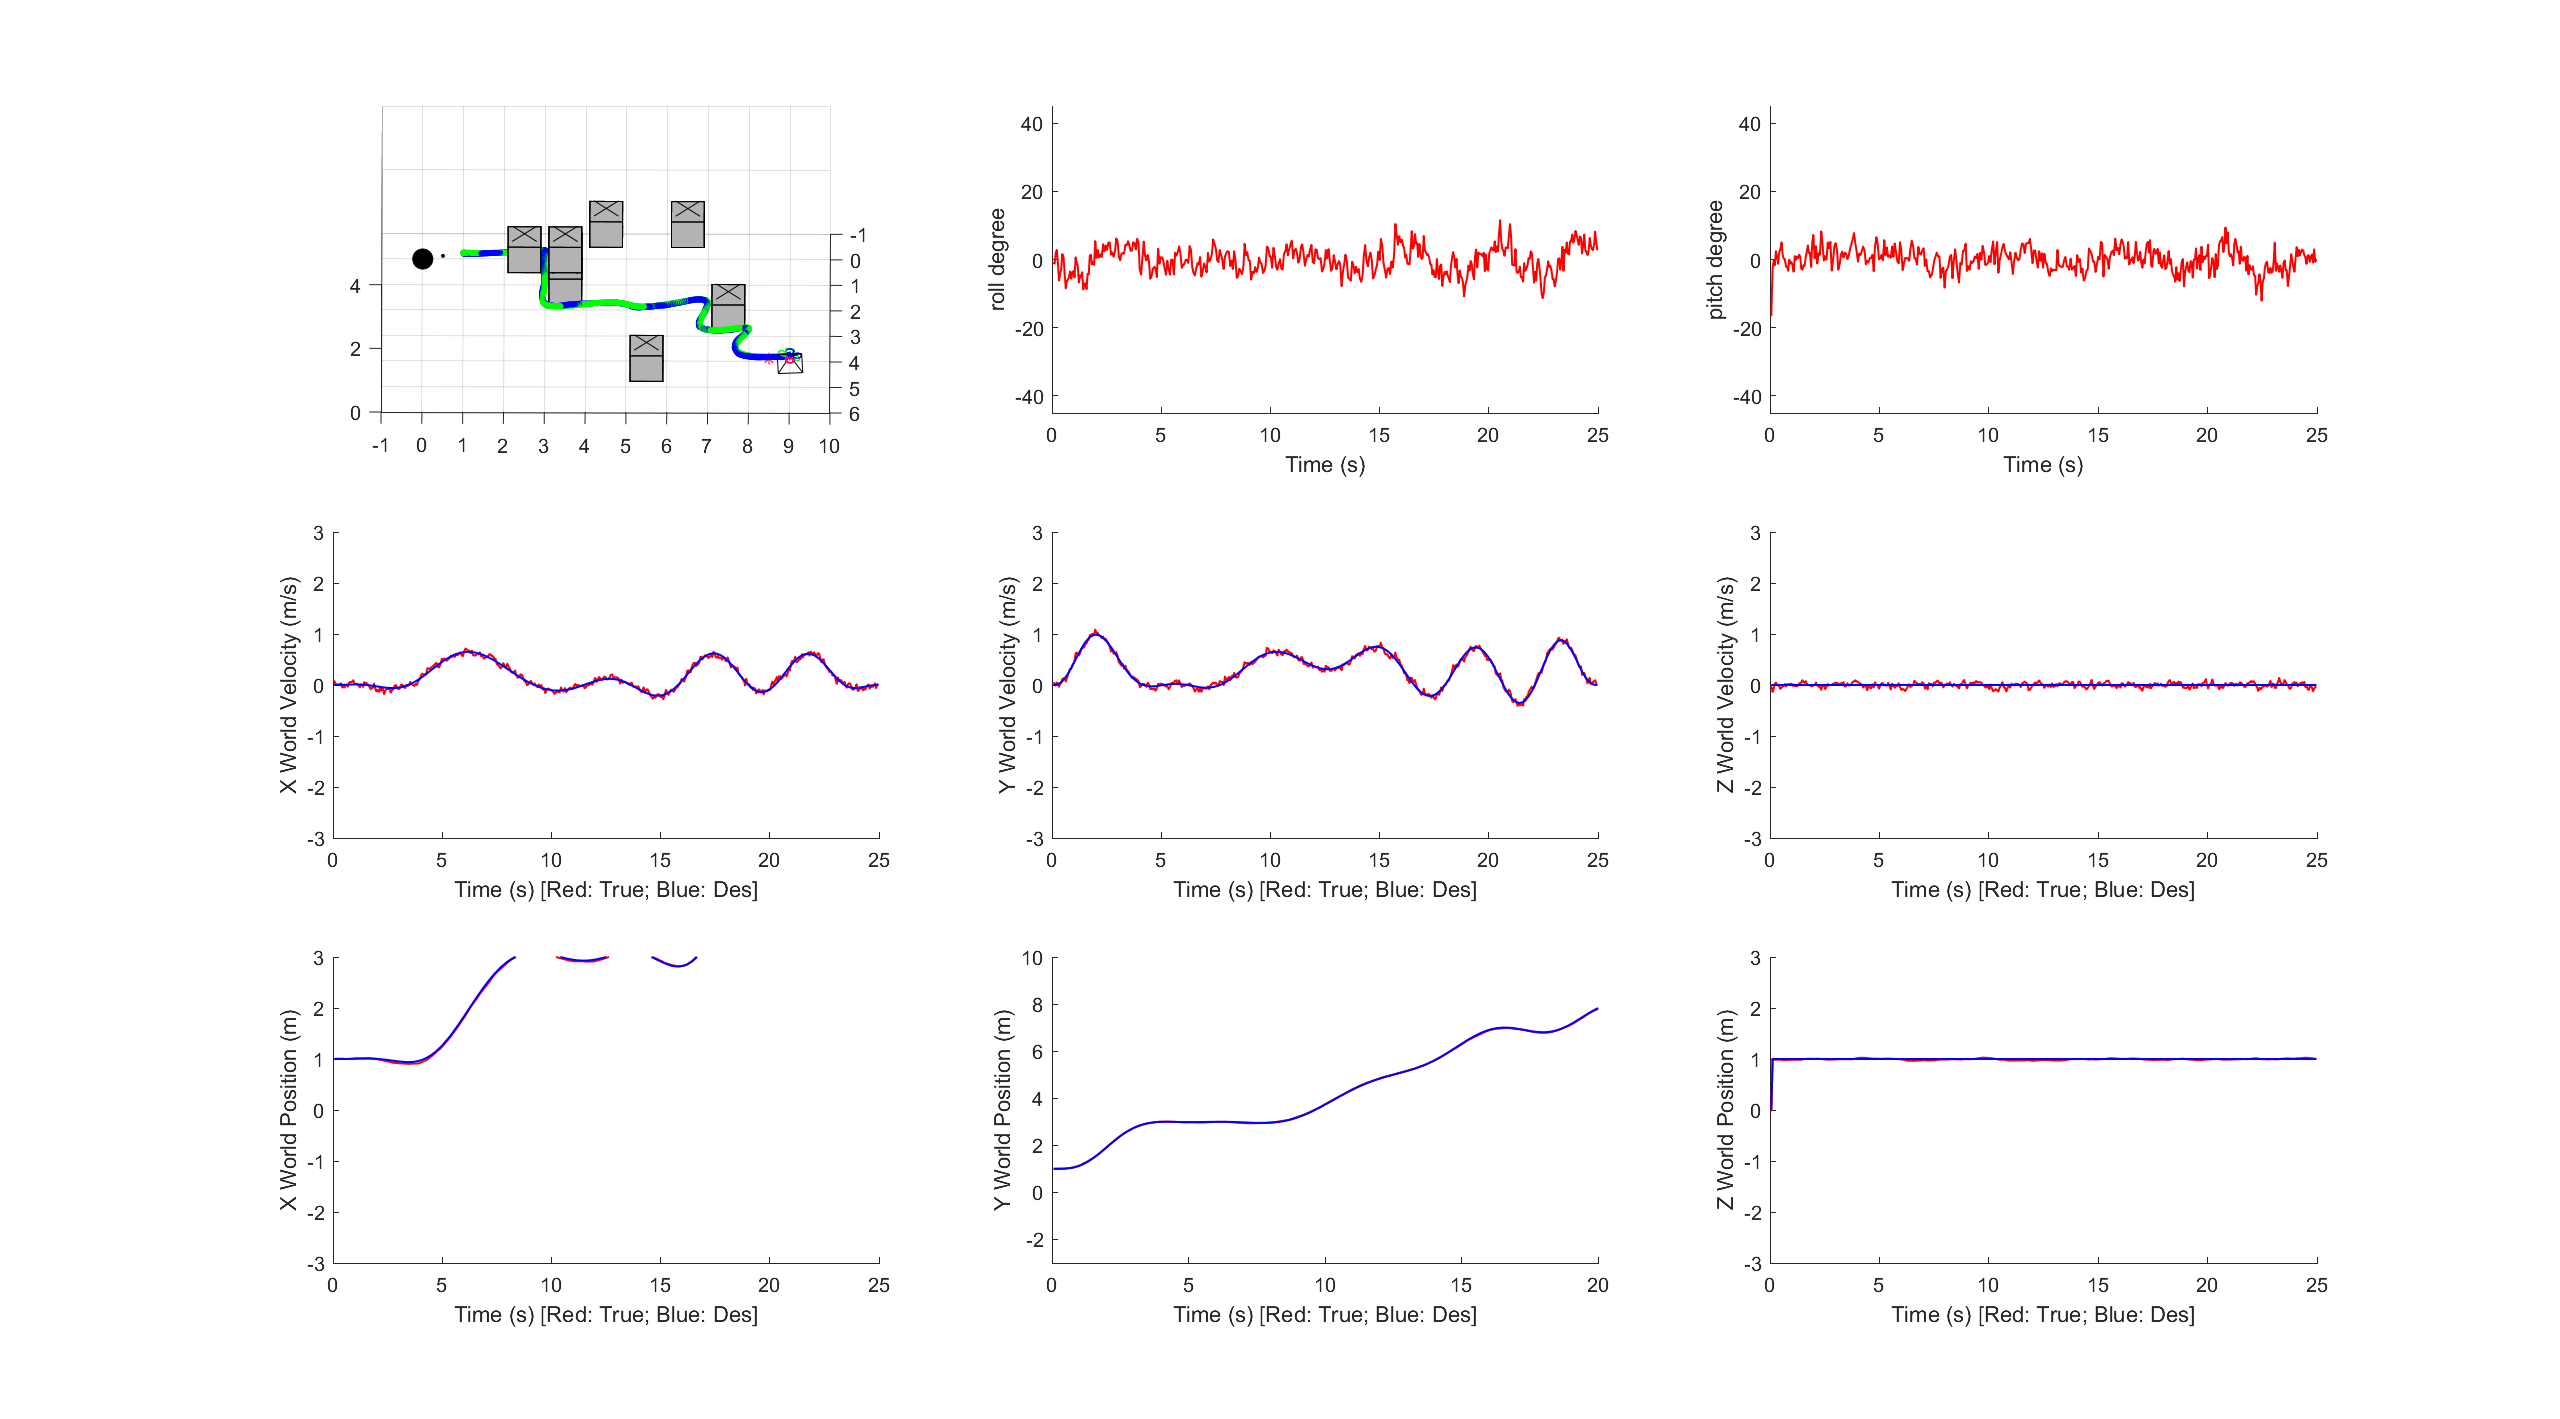 -1
0
1
2
3
4
5
6
4
2
0
-1 0 1 2 3 4 5 6 7 8 9 10
roll degree
40
20
0
-20
-40
0 5 10 15 20 25
Time (s)
pitch degree
40
20
0
-20
-40
0 5 10 15 20 25
Time (s)
X World Velocity (m/s)
3
2
1
0
-1
-2
-3
0 5 10 15 20 25
Time (s) [Red: True; Blue: Des]
Y World Velocity (m/s)
3
2
1
0
-1
-2
-3
0 5 10 15 20 25
Time (s) [Red: True; Blue: Des]
Z World Velocity (m/s)
3
2
1
0
-1
-2
-3
0 5 10 15 20 25
Time (s) [Red: True; Blue: Des]
X World Position (m)
3
2
1
0
-1
-2
-3
0 5 10 15 20 25
Time (s) [Red: True; Blue: Des]
Y World Position (m)
10
8
6
4
2
0
-2
0 5 10 15 20
Time (s) [Red: True; Blue: Des]
Z World Position (m)
3
2
1
0
-1
-2
-3
0 5 10 15 20 25
Time (s) [Red: True; Blue: Des]